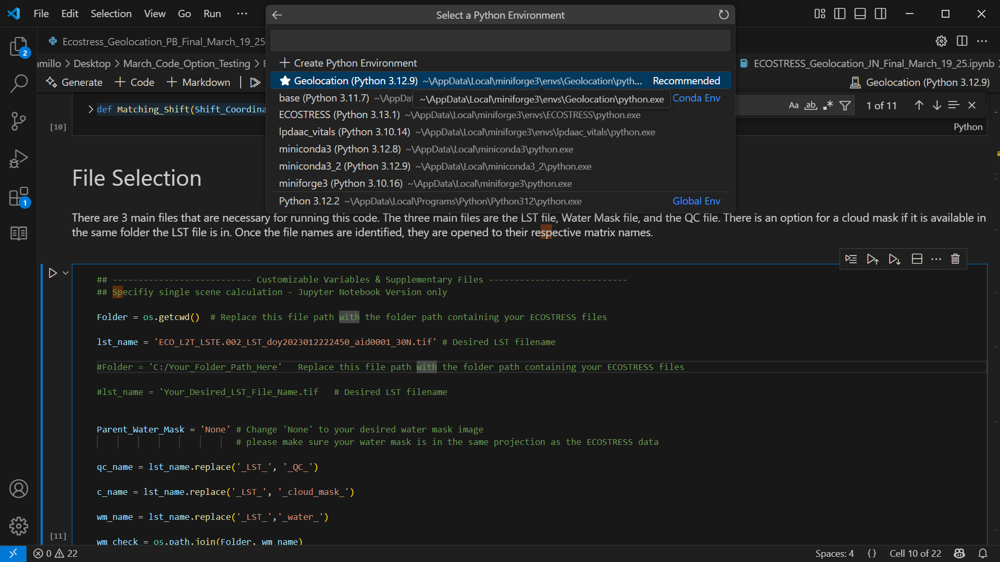 File Edit Selection View Go Run ···
Select a Python Environment
Ecostress_Geolocation_PB_Final_March_19_25
Create Python Environment
Geolocation (Python 3.12.9) ~\AppData\Local\miniforge3\envs\Geolocation\pyth... Recommended
base (Python 3.11.7) ~\AppDat Conda Env
~\AppData\Local\miniforge3\envs\Geolocation\python.exe
ECOSTRESS (Python 3.13.1) ~\AppData\Local\miniforge3\envs\ECOSTRESS\python.exe
lpdaac_vitals (Python 3.10.14) ~\AppData\Local\miniforge3\envs\lpdaac_vitals\python.exe
miniconda3 (Python 3.12.8) ~\AppData\Local\miniconda3\python.exe
miniconda3_2 (Python 3.12.9) ~\AppData\Local\miniconda3_2\python.exe
miniforge3 (Python 3.10.16) ~\AppData\Local\miniforge3\python.exe
Python 3.12.2 ~\AppData\Local\Programs\Python\Python312\python.exe Global Env
amillo > Desktop > March_Code_Option_Testing > ECOSTRESS_Geolocation_JN_Final_March_19_25.ipynb >
Generate + Code + Markdown Geolocation (Python 3.12.9)
2
Aa ab 1 of 11
def Matching_Shift(Shift_Coordina
[10] Python
File Selection
1
There are 3 main files that are necessary for running this code. The three main files are the LST file, Water Mask file, and the QC file. There is an option for a cloud mask if it is available in
the same folder the LST file is in. Once the file names are identified, they are opened to their respective matrix names.
## --------------------------- Customizable Variables & Supplementary Files ---------------------------
## Specifiy single scene calculation - Jupyter Notebook Version only
Folder = os.getcwd()  # Replace this file path with the folder path containing your ECOSTRESS files
lst_name = 'ECO_L2T_LSTE.002_LST_doy2023012222450_aid0001_30N.tif' # Desired LST filename
#Folder = 'C:/Your_Folder_Path_Here'   Replace this file path with the folder path containing your ECOSTRESS files
#lst_name = 'Your_Desired_LST_File_Name.tif   # Desired LST filename
Parent_Water_Mask = 'None' # Change 'None' to your desired water mask image
# please make sure your water mask is in the same projection as the ECOSTRESS data
qc_name = lst_name.replace('_LST_', '_QC_')
c_name = lst_name.replace('_LST_', '_cloud_mask_')
wm_name = lst_name.replace('_LST_','_water_')
wm_check = os.path.join(Folder, wm_name)
[11]
0 22 Spaces: 4 {} Cell 10 of 22